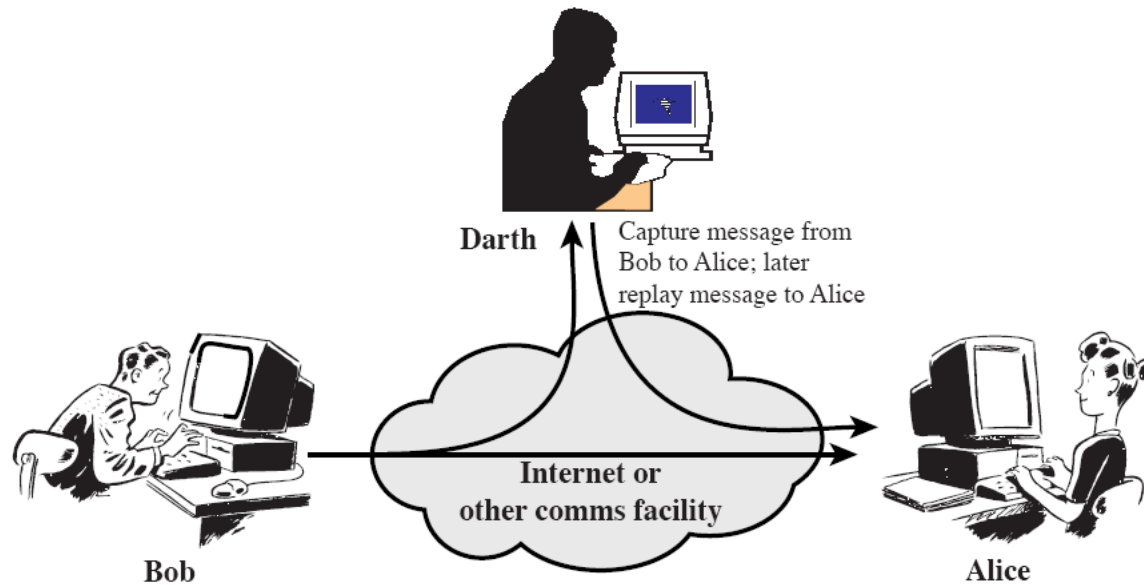 Darth
Capture message from
Bob to Alice; later
replay message to Alice
Internet or
other comms facility
Bob
Alice